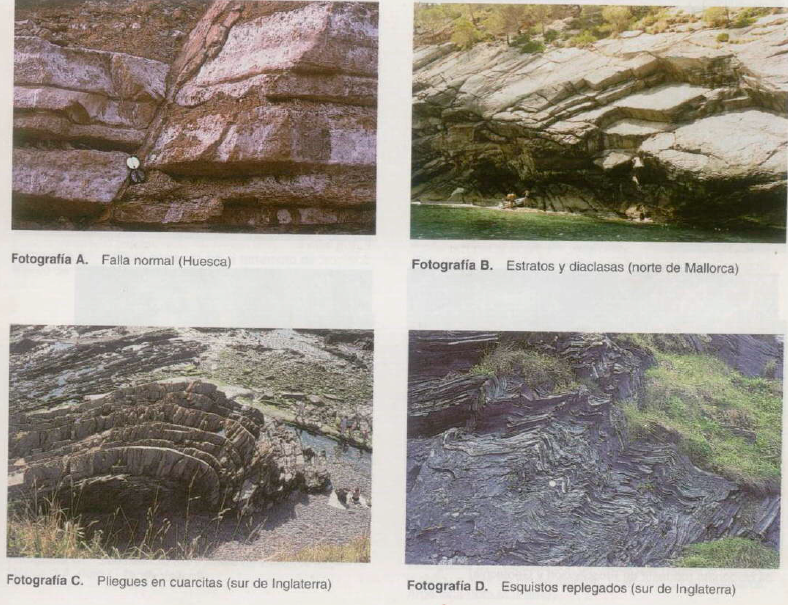 Fotografía A. Falla normal (Huesca)
Fotografía B. Estratos y diaclasas (norte de Mallorca)
Fotografía C. Pliegues en cuarcitas (sur de Inglaterra)
Fotografía D. Esquistos replegados (sur de Inglaterra)